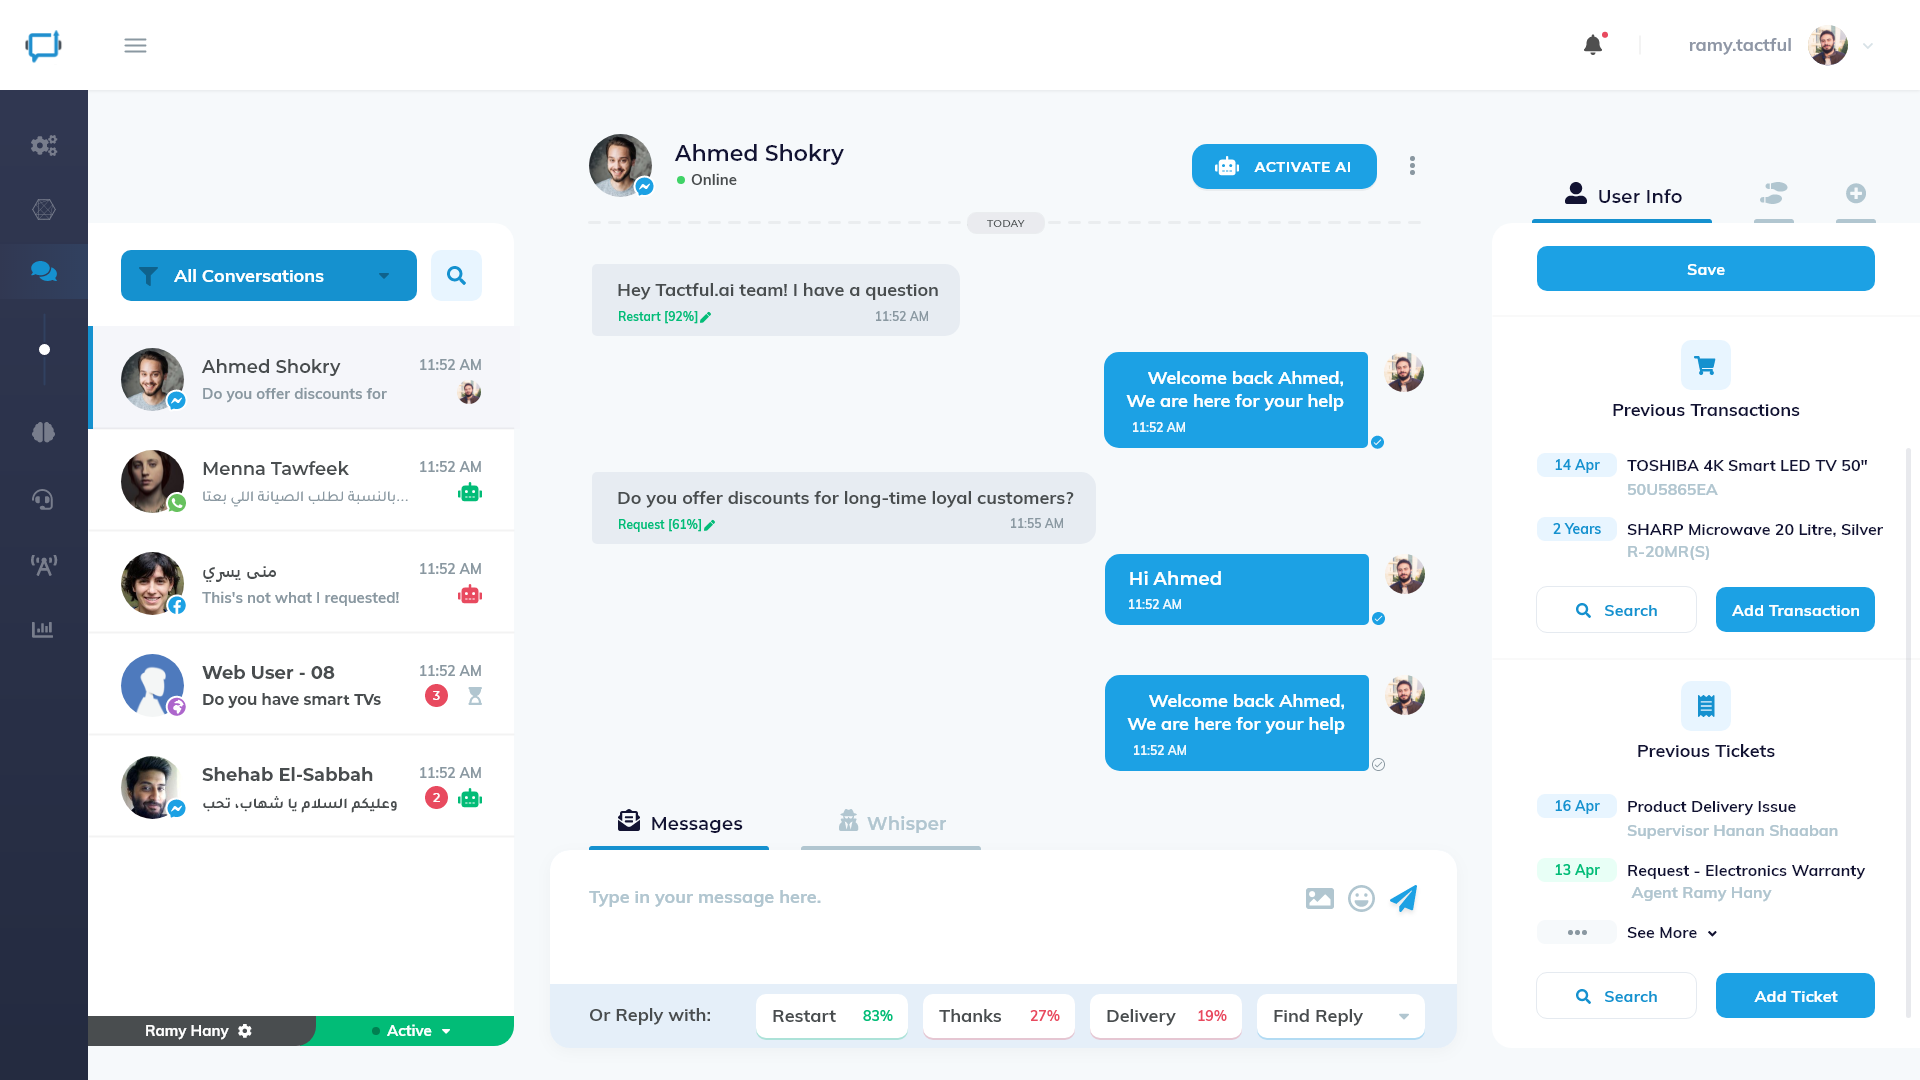 ramy.tactful
All Conversations
Ahmed Shokry
11:52 AM
Do you offer discounts for
Menna Tawfeek
11:52 AM
بالنسبة لطلب الصيانة اللي بعتا...
منى يسري
11:52 AM
This's not what I requested!
Web User - 08
11:52 AM
Do you have smart TVs
3
Shehab El-Sabbah
11:52 AM
وعليكم السلام يا شهاب، تحب
2
Ramy Hany
Active
Ahmed Shokry
Online
ACTIVATE AI
TODAY
Hey Tactful.ai team! I have a question
Restart [92%]
11:52 AM
Welcome back Ahmed,
We are here for your help
11:52 AM
Do you offer discounts for long-time loyal customers?
Request [61%]
11:55 AM
Hi Ahmed
11:52 AM
Welcome back Ahmed,
We are here for your help
11:52 AM
Messages
Whisper
Type in your message here.
Or Reply with:
Restart 83%
Thanks 27%
Delivery 19%
Find Reply
User Info
Save
Previous Transactions
14 Apr
TOSHIBA 4K Smart LED TV 50"
50U5865EA
2 Years
SHARP Microwave 20 Litre, Silver
R-20MR(S)
Search
Add Transaction
Previous Tickets
16 Apr
Product Delivery Issue
Supervisor Hanan Shaaban
13 Apr
Request - Electronics Warranty
Agent Ramy Hany
See More
Search
Add Ticket